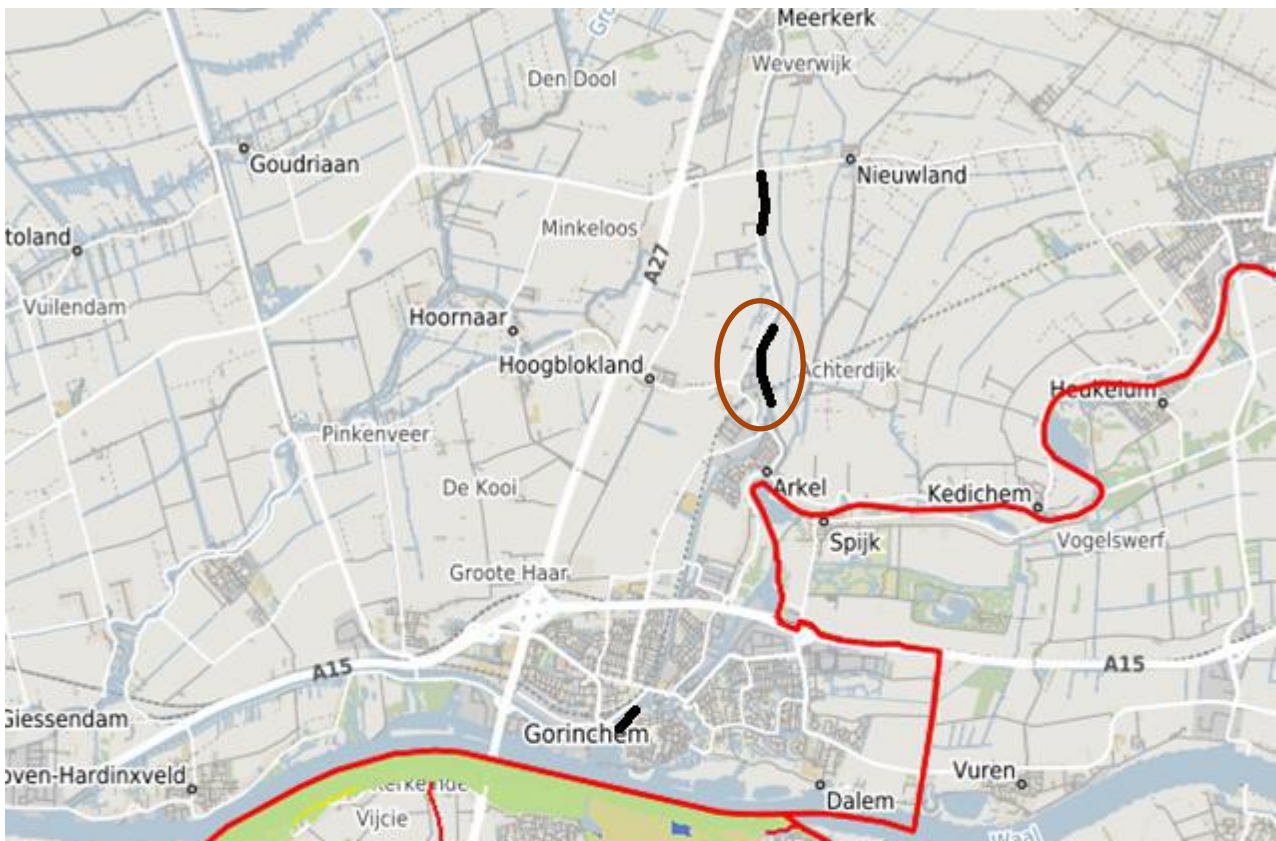 Meerkerk
Gro
Weverwijk
Den Dool
Goudriaan
Nieuwland
Minkeloos
toland
A27
Vuilendam
Hoornaar
Hoogblokland
Achterdijk
Heukelum
Pinkenveer
De Kooi
Arkel
Kedichem
Spijk
Vogelswerf
Groote Haar
A15
A15
Giessendam
Gorinchem
oven-Hardinxveld
Vuren
Dalem
Vijcie
Waal